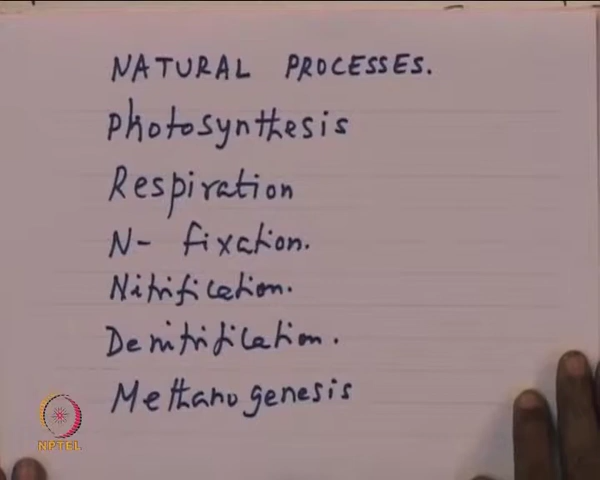 NATURAL PROCESSES.
Photosynthesis
Respiration
N- fixation.
Nitrification.
Denitrification.
Methanogenesis
NPTEL